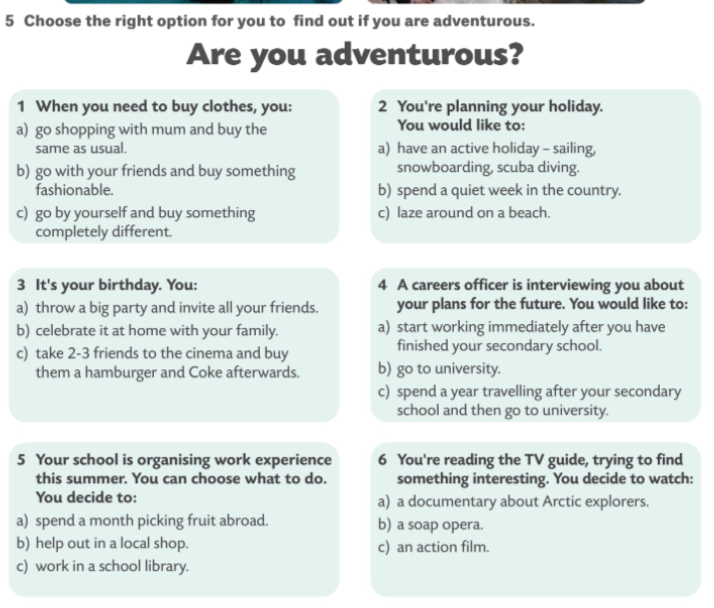 5 Choose the right option for you to find out if you are adventurous.
Are you adventurous?
1 When you need to buy clothes, you:
a) go shopping with mum and buy the
same as usual.
b) go with your friends and buy something
fashionable.
c) go by yourself and buy something
completely different.
2 You're planning your holiday.
You would like to:
a) have an active holiday – sailing,
snowboarding, scuba diving.
b) spend a quiet week in the country.
c) laze around on a beach.
3 It's your birthday. You:
a) throw a big party and invite all your friends.
b) celebrate it at home with your family.
c) take 2-3 friends to the cinema and buy
them a hamburger and Coke afterwards.
4 A careers officer is interviewing you about
your plans for the future. You would like to:
a) start working immediately after you have
finished your secondary school.
b) go to university.
c) spend a year travelling after your secondary
school and then go to university.
5 Your school is organising work experience
this summer. You can choose what to do.
You decide to:
a) spend a month picking fruit abroad.
b) help out in a local shop.
c) work in a school library.
6 You're reading the TV guide, trying to find
something interesting. You decide to watch:
a) a documentary about Arctic explorers.
b) a soap opera.
c) an action film.